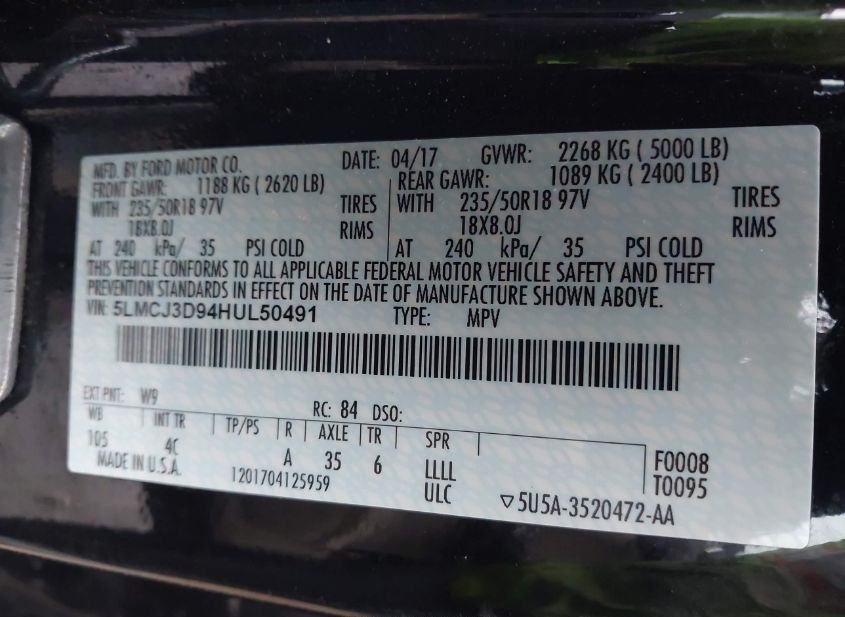 MFD. BY FORD MOTOR CO. DATE: 04/17 GVWR: 2268 KG ( 5000 LB)
FRONT GAWR: 1188 KG ( 2620 LB) REAR GAWR: 1089 KG ( 2400 LB)
WITH 235/50R18 97V TIRES WITH 235/50R18 97V TIRES
18X8.0J RIMS 18X8.0J RIMS
AT 240 kPa/ 35 PSI COLD AT 240 kPa/ 35 PSI COLD
THIS VEHICLE CONFORMS TO ALL APPLICABLE FEDERAL MOTOR VEHICLE SAFETY AND THEFT
PREVENTION STANDARDS IN EFFECT ON THE DATE OF MANUFACTURE SHOWN ABOVE.
VIN: 5LMCJ3D94HUL50491 TYPE: MPV
EXT PNT: W9 RC: 84 DSO:
WB INT TR TP/PS R AXLE TR SPR
105 4C A 35 6 LLLL F0008
MADE IN U.S.A. 1201704125959 ULC T0095
5U5A-3520472-AA